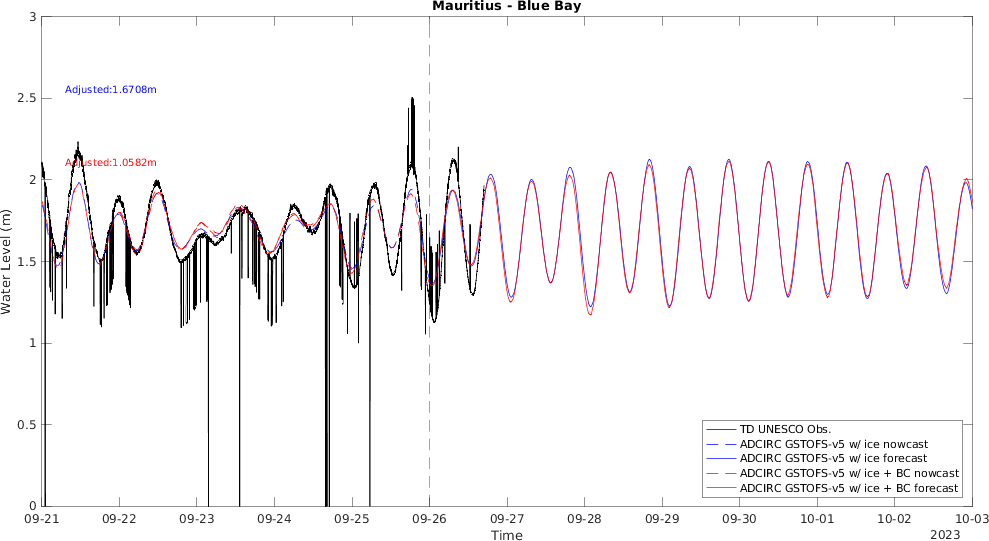 Mauritius - Blue Bay
3
2.5
2
1.5
1
0.5
0
Water Level (m)
Adjusted:1.6708m
Adjusted:1.0582m
TD UNESCO Obs.
ADCIRC GSTOFS-v5 w/ ice nowcast
ADCIRC GSTOFS-v5 w/ ice forecast
ADCIRC GSTOFS-v5 w/ ice + BC nowcast
ADCIRC GSTOFS-v5 w/ ice + BC forecast
09-21 09-22 09-23 09-24 09-25 09-26 09-27 09-28 09-29 09-30 10-01 10-02 10-03
Time
2023